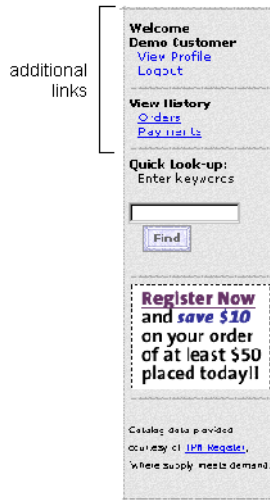 additional
links
Welcome
Demo Customer
View Profile
Logout
View History
Orders
Payments
Quick Look-up:
Enter keywords
Find
Register Now
and save $10
on your order
of at least $50
placed today!!
Catalog data provided
courtesy of TPN Register,
Where supply meets demand.